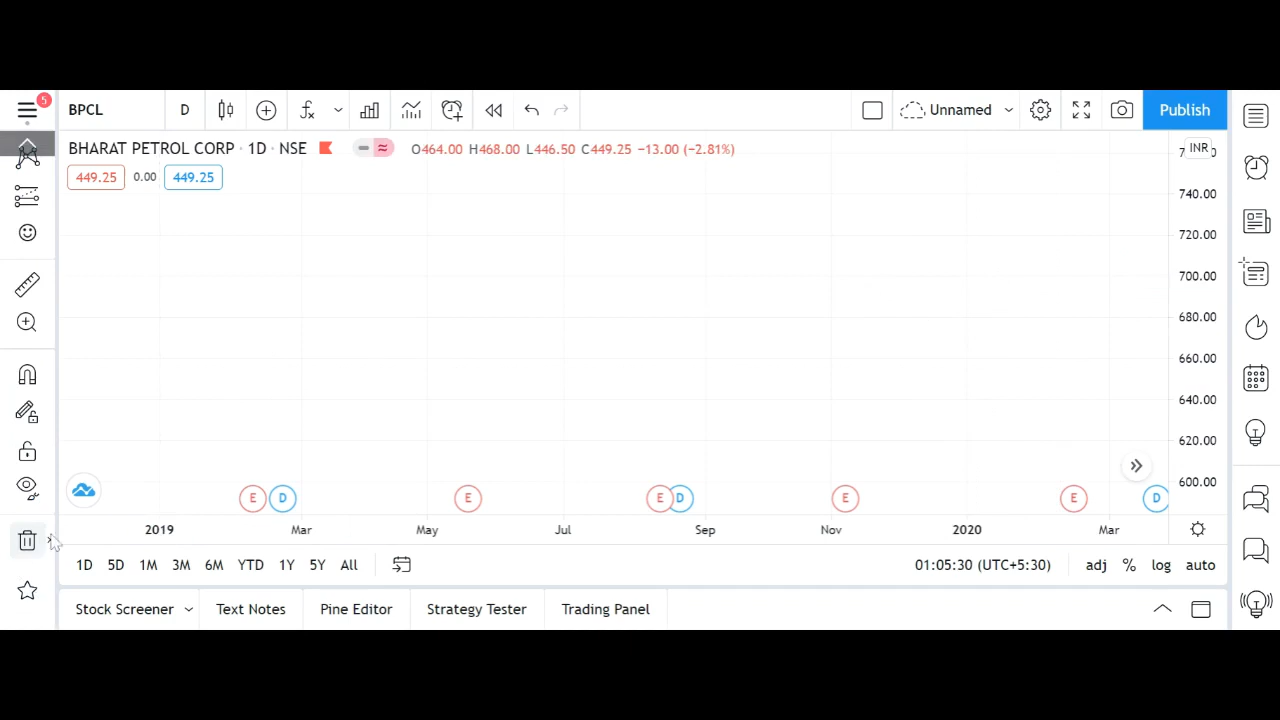 5
BPCL D Unnamed Publish
BHARAT PETROL CORP · 1D · NSE O464.00 H468.00 L446.50 C449.25 −13.00 (−2.81%) INR
449.25 0.00 449.25
740.00
720.00
700.00
680.00
660.00
640.00
620.00
600.00
E D E E D E E D
2019 Mar May Jul Sep Nov 2020 Mar
1D 5D 1M 3M 6M YTD 1Y 5Y All 01:05:30 (UTC+5:30) adj % log auto
Stock Screener Text Notes Pine Editor Strategy Tester Trading Panel